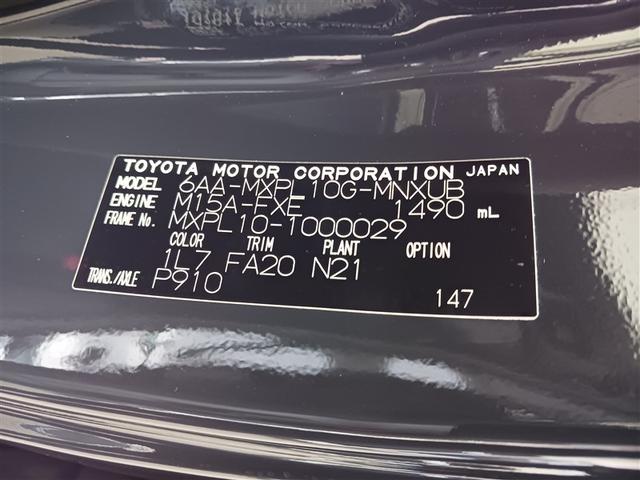 TOYOTA MOTOR CORPORATION JAPAN
MODEL 6AA-MXPL10G-MNXUB
ENGINE M15A-FXE 1490 mL
FRAME No. MXPL10-1000029
COLOR TRIM PLANT OPTION
1L7 FA20 N21
TRANS./AXLE P910
147